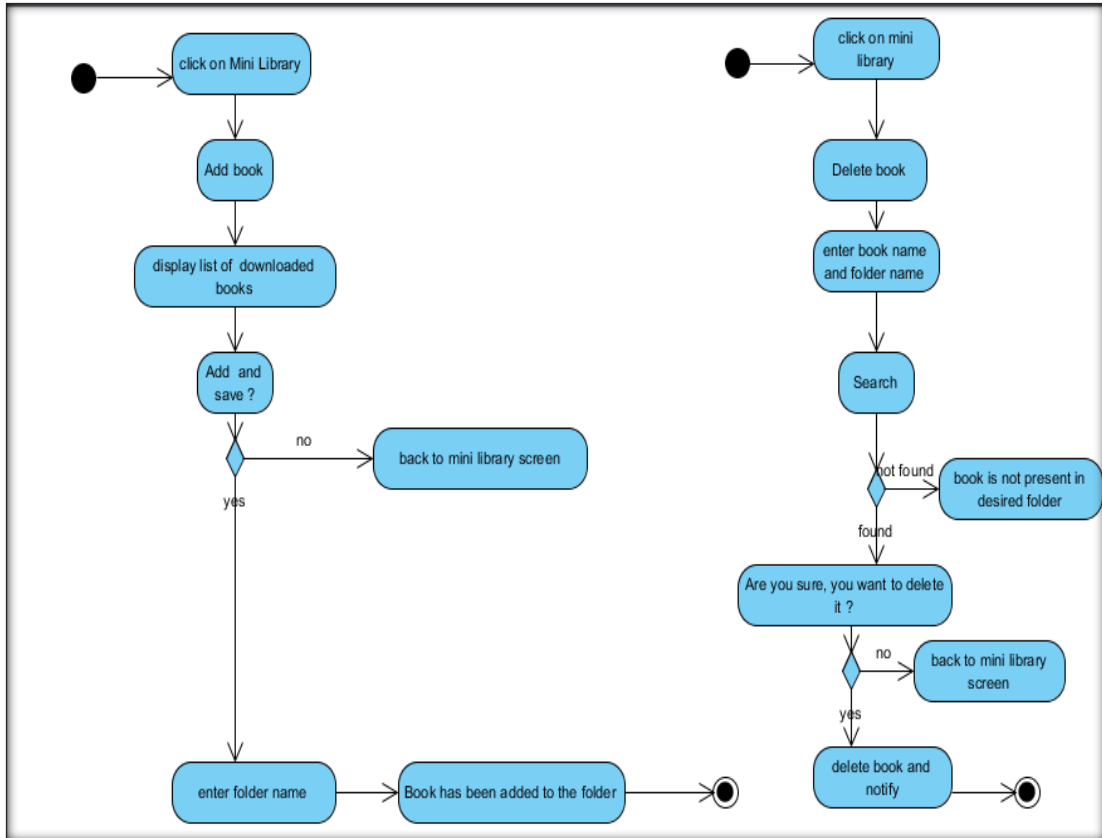 click on Mini Library
Add book
display list of downloaded
books
Add and
save ?
no
back to mini library screen
yes
enter folder name
Book has been added to the folder
click on mini
library
Delete book
enter book name
and folder name
Search
not found
book is not present in
desired folder
found
Are you sure, you want to delete
it ?
no
back to mini library
screen
yes
delete book and
notify